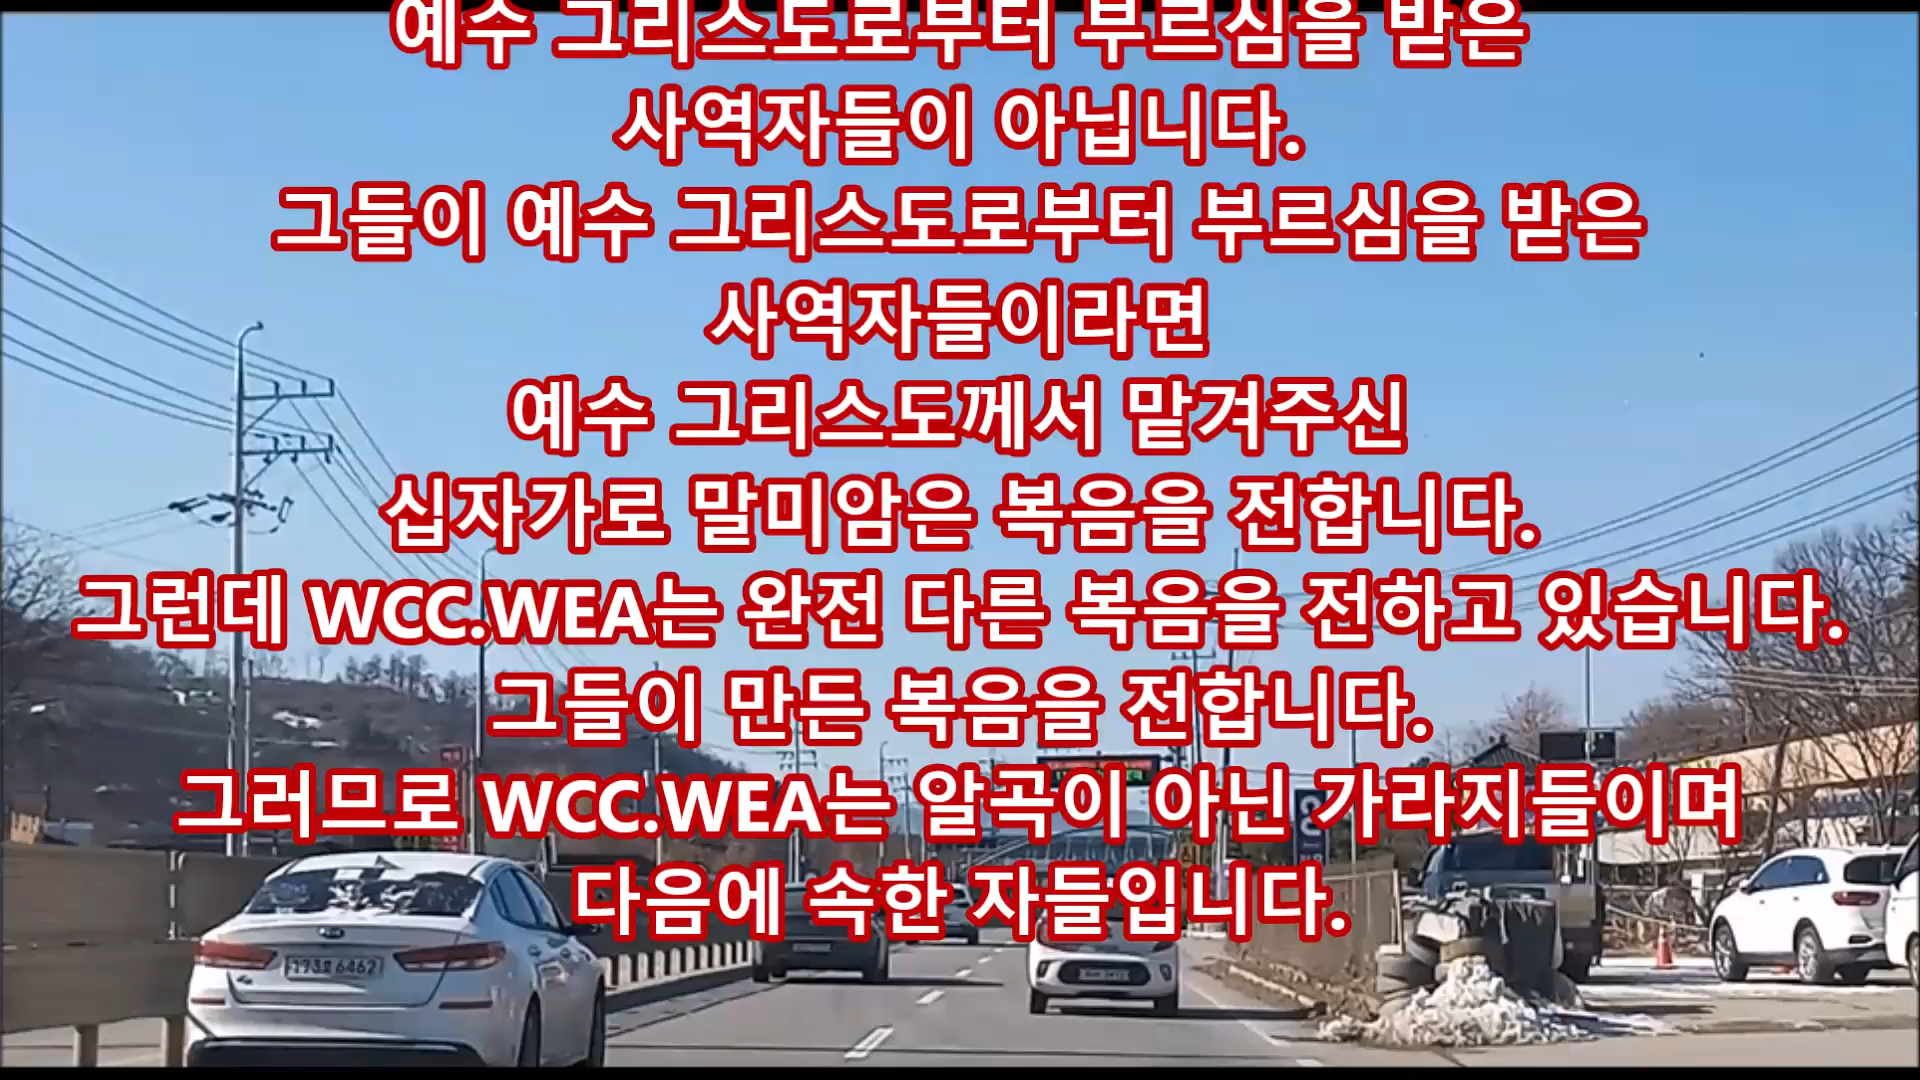 예수 그리스도로부터 부르심을 받은
사역자들이 아닙니다.
그들이 예수 그리스도로부터 부르심을 받은
사역자들이라면
예수 그리스도께서 맡겨주신
십자가로 말미암은 복음을 전합니다.
그런데 WCC.WEA는 완전 다른 복음을 전하고 있습니다.
그들이 만든 복음을 전합니다.
그러므로 WCC.WEA는 알곡이 아닌 가라지들이며
다음에 속한 자들입니다.